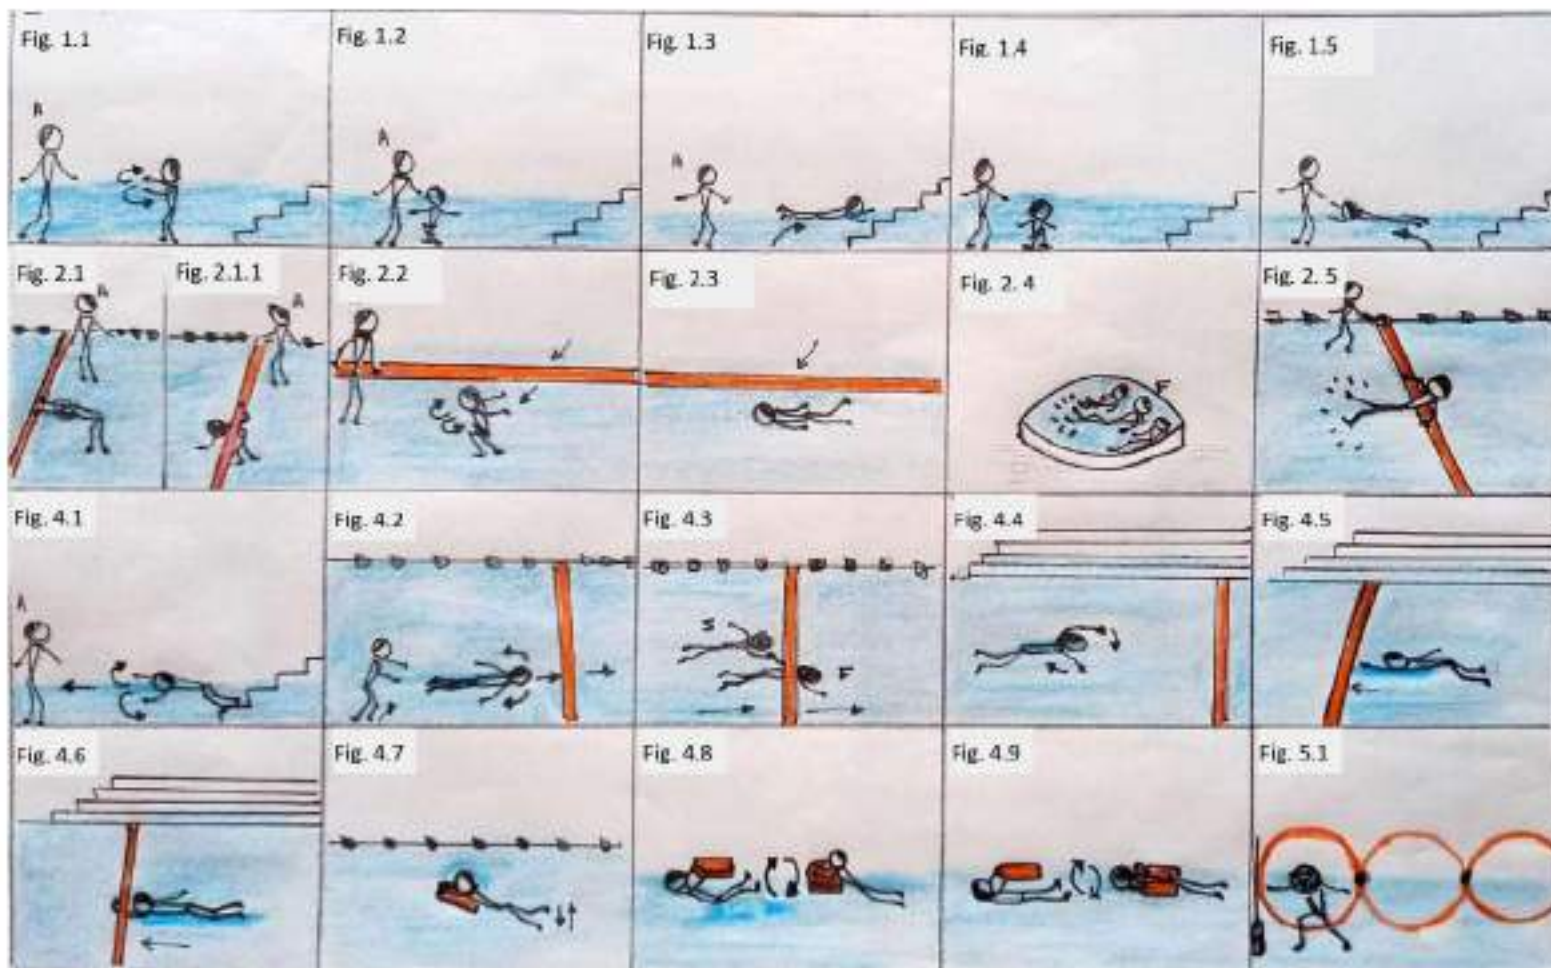 Fig. 1.1
Fig. 1.2
Fig. 1.3
Fig. 1.4
Fig. 1.5
A
A
A
Fig. 2.1
Fig. 2.1.1
Fig. 2.2
Fig. 2.3
Fig. 2.4
Fig. 2.5
A
A
F
Fig. 4.1
Fig. 4.2
Fig. 4.3
Fig. 4.4
Fig. 4.5
A
S
F
Fig. 4.6
Fig. 4.7
Fig. 4.8
Fig. 4.9
Fig. 5.1